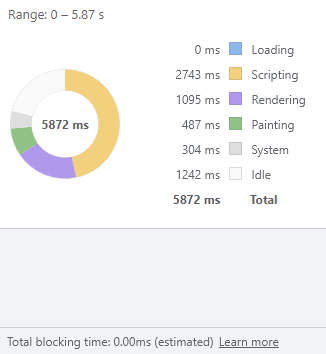 Range: 0 – 5.87 s
0 ms Loading
2743 ms Scripting
1095 ms Rendering
5872 ms
487 ms Painting
304 ms System
1242 ms Idle
5872 ms Total
Total blocking time: 0.00ms (estimated) Learn more